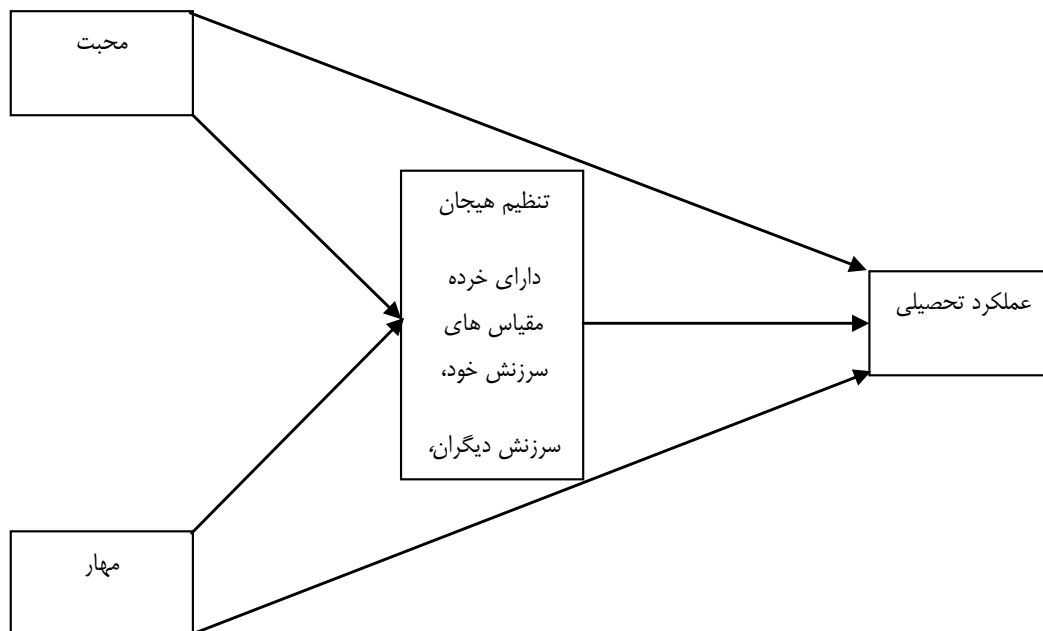 محبت
تنظیم هیجان
دارای خرده
مقیاس های
سرزنش خود،
سرزنش دیگران،
عملکرد تحصیلی
مهار